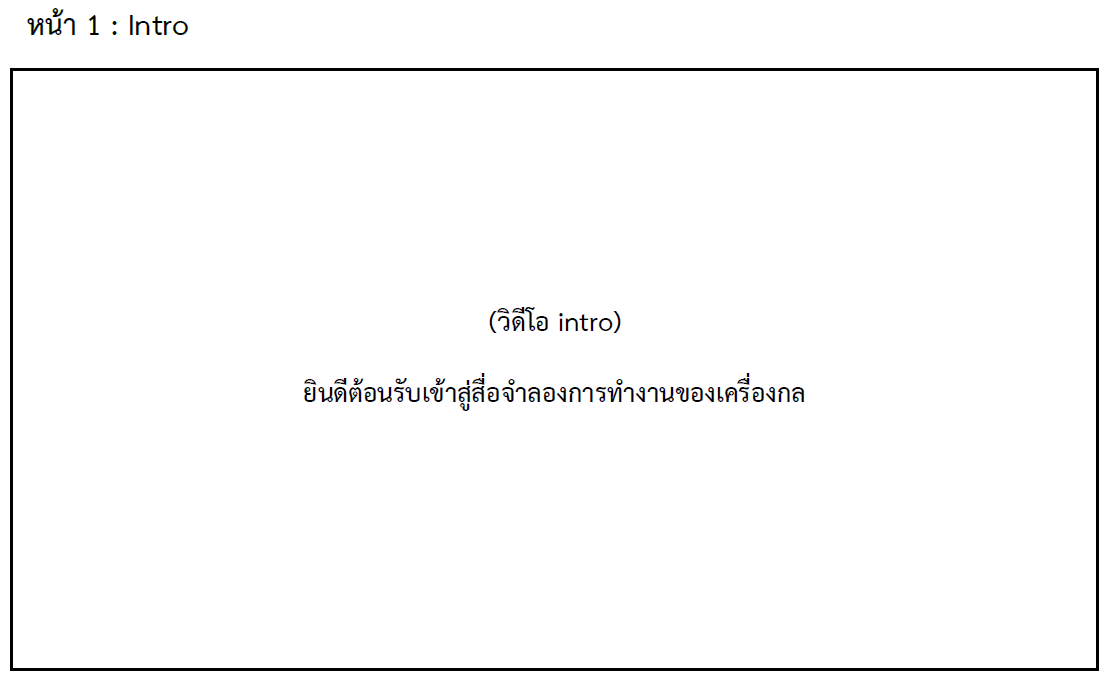 หน้า 1 : Intro
(วิดีโอ intro)
ยินดีต้อนรับเข้าสู่สื่อจำลองการทำงานของเครื่องกล